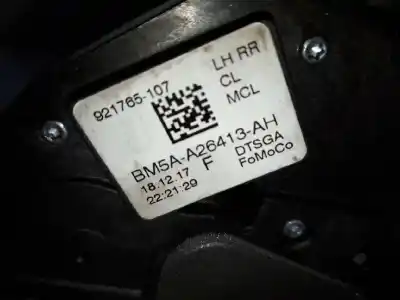 921765-107
LH RR
CL
MCL
BM5A-A26413-AH
18.12.17 F DTSGA
22:21:29 FoMoCo